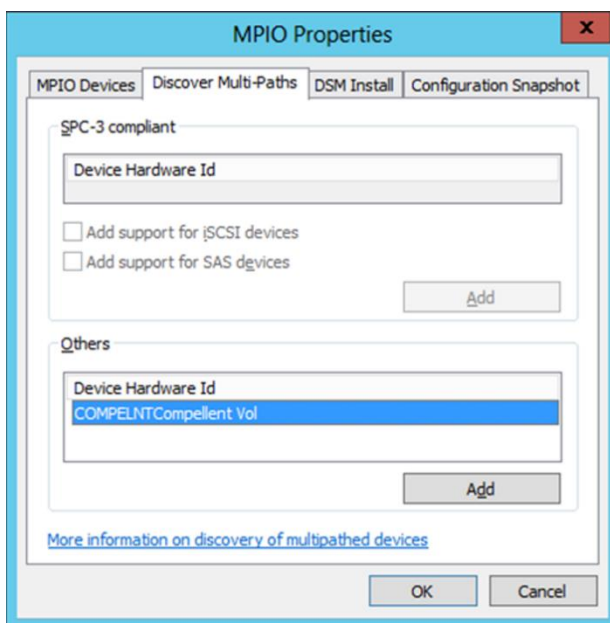 MPIO Properties
x
MPIO Devices Discover Multi-Paths DSM Install Configuration Snapshot
SPC-3 compliant
Device Hardware Id
Add support for iSCSI devices
Add support for SAS devices
Add
Others
Device Hardware Id
COMPELNTCompellent Vol
Add
More information on discovery of multipathed devices
OK Cancel